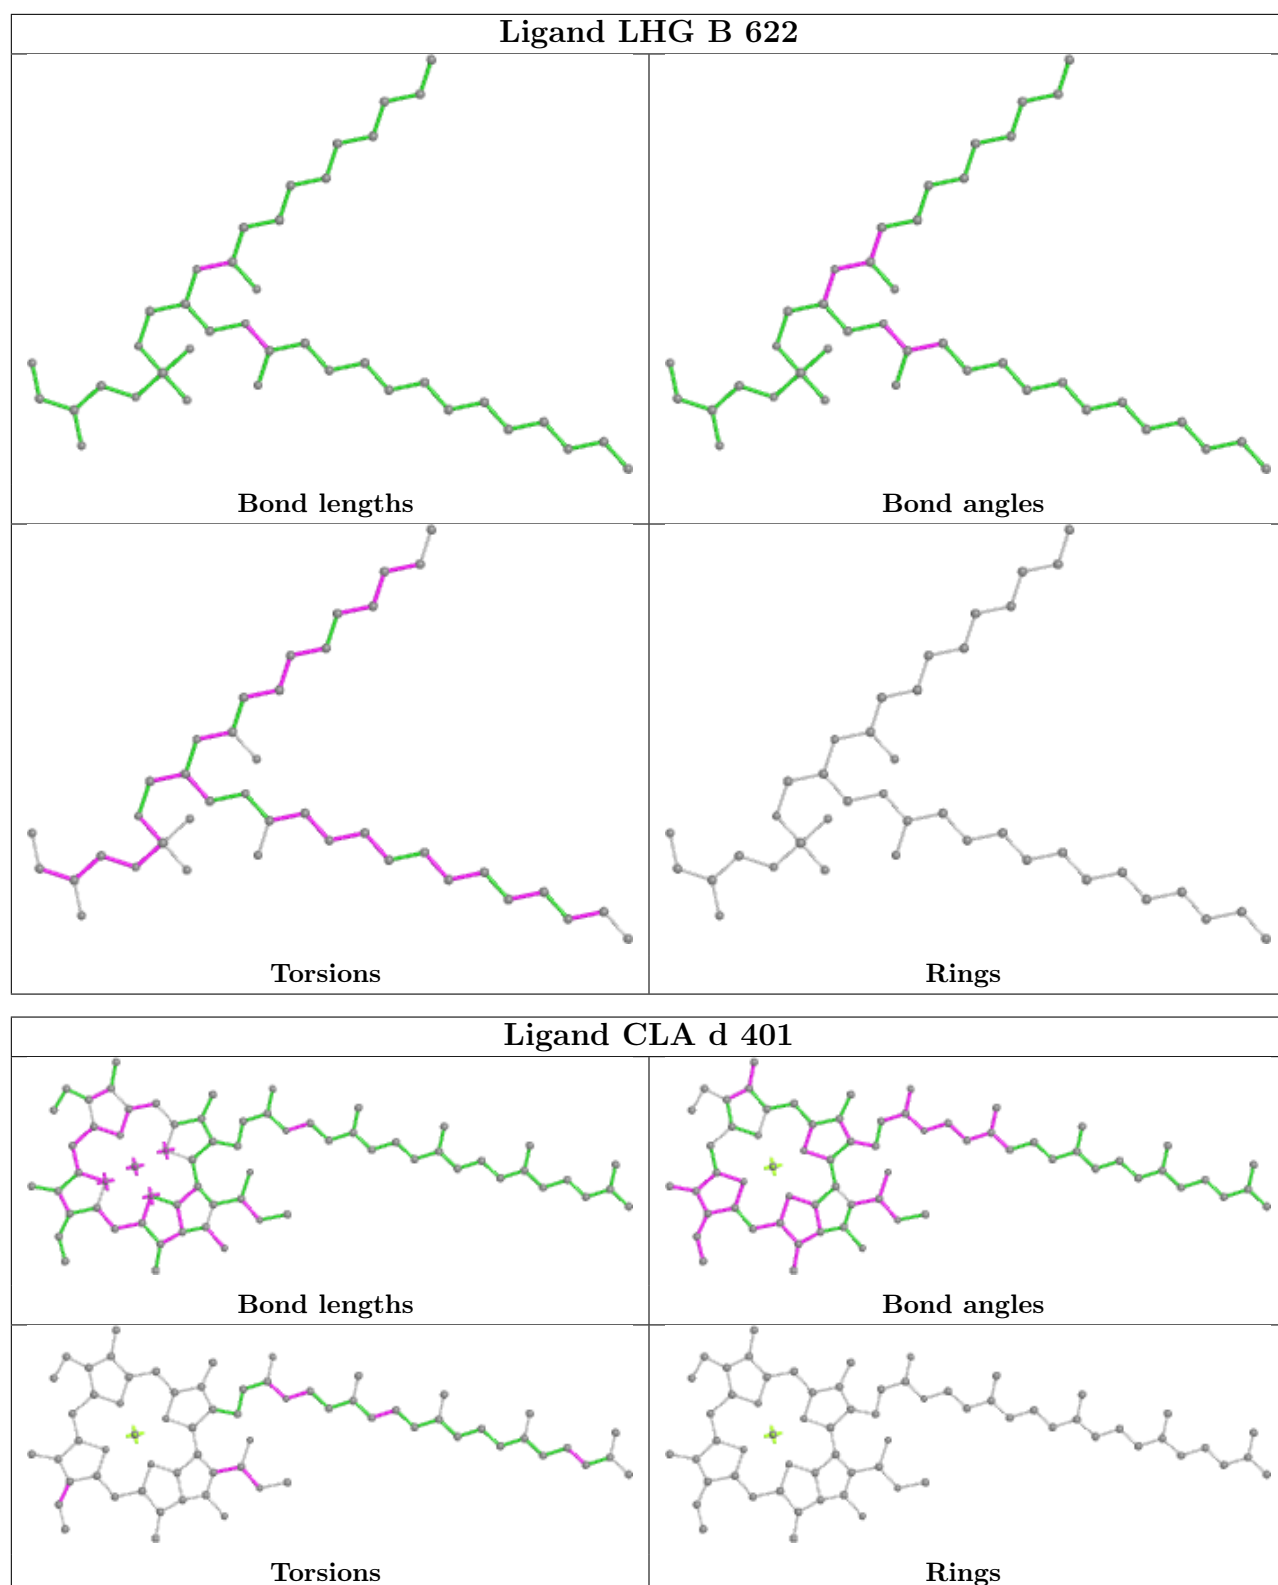 Ligand LHG B 622
Bond lengths
Bond angles
Torsions
Rings
Ligand CLA d 401
Bond lengths
Bond angles
Torsions
Rings